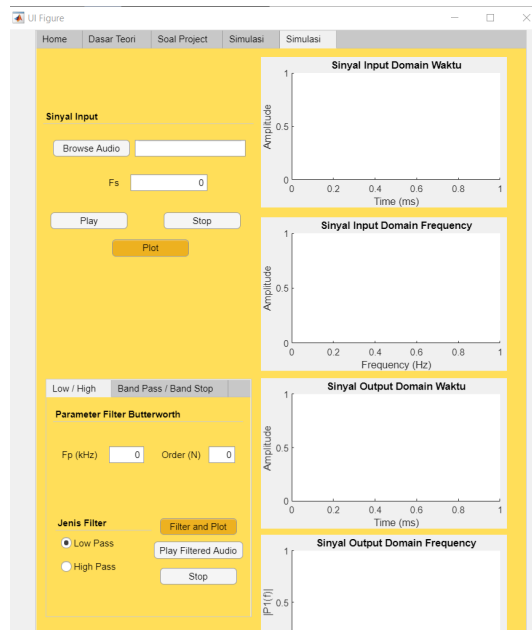 UI Figure
Home Dasar Teori Soal Project Simulasi Simulasi
Sinyal Input
Browse Audio
Fs 0
Play Stop
Plot
Low / High Band Pass / Band Stop
Parameter Filter Butterworth
Fp (kHz) 0 Order (N) 0
Jenis Filter
Low Pass
High Pass
Filter and Plot
Play Filtered Audio
Stop
Sinyal Input Domain Waktu
Amplitude
1
0.5
0
0 0.2 0.4 0.6 0.8 1
Time (ms)
Sinyal Input Domain Frequency
Amplitude
1
0.5
0
0 0.2 0.4 0.6 0.8 1
Frequency (Hz)
Sinyal Output Domain Waktu
Amplitude
1
0.5
0
0 0.2 0.4 0.6 0.8 1
Time (ms)
Sinyal Output Domain Frequency
|P1(f)|
1
0.5